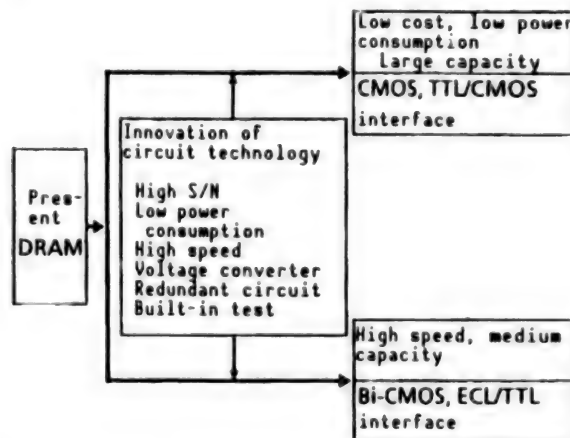 Pres-
ent
DRAM
Innovation of
circuit technology
High S/N
Low power
consumption
High speed
Voltage converter
Redundant circuit
Built-in test
Low cost, low power
consumption
Large capacity
CMOS, TTL/CMOS
interface
High speed, medium
capacity
Bi-CMOS, ECL/TTL
interface